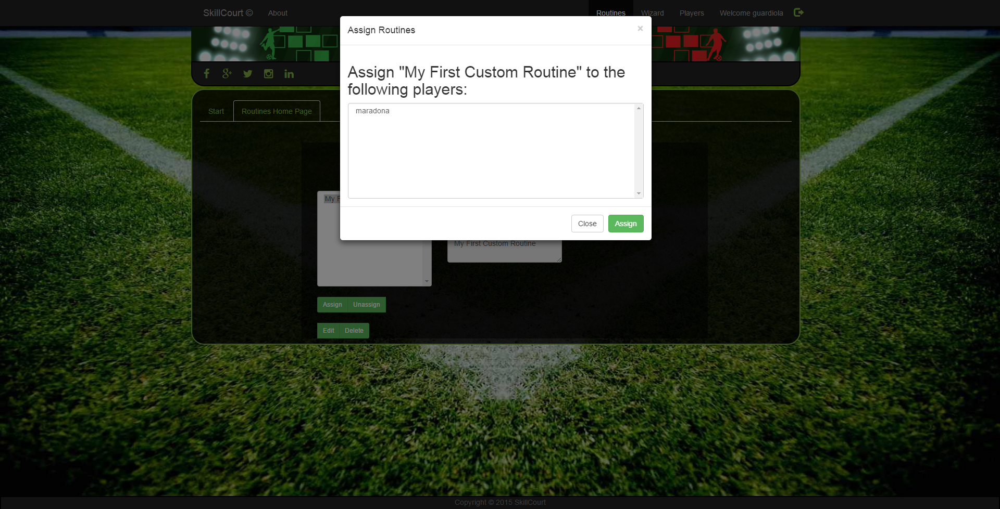 SkillCourt © About Routines Wizard Players Welcome guardiola
Assign Routines ×
Assign "My First Custom Routine" to the
following players:
maradona
Close Assign
Start Routines Home Page
My F
My First Custom Routine
Assign Unassign
Edit Delete
Copyright © 2015 SkillCourt